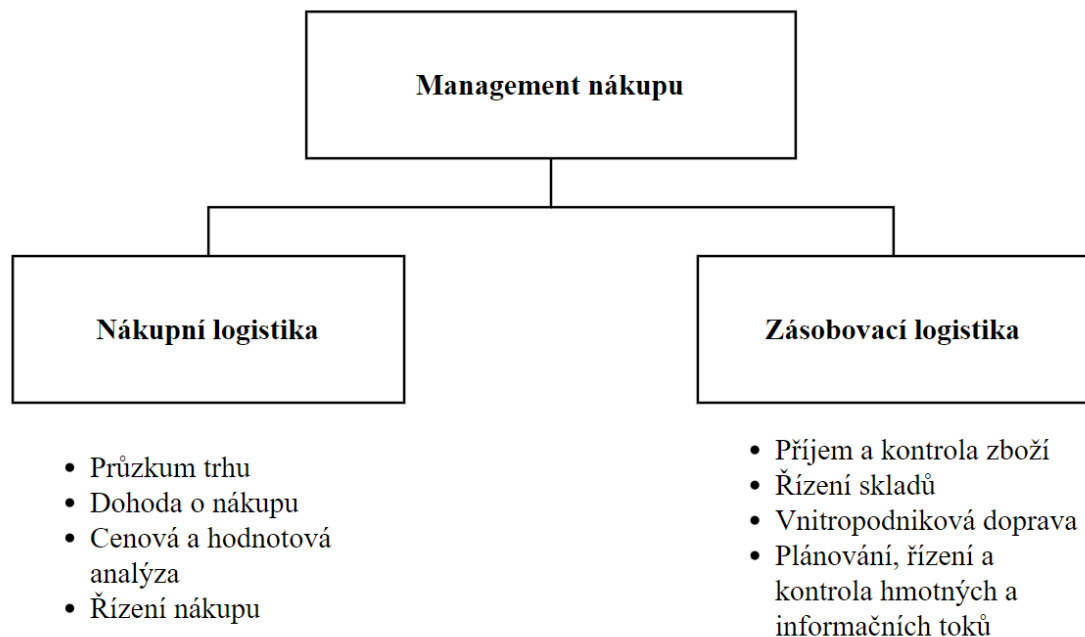 Management nákupu
Nákupní logistika
Zásobovací logistika
• Průzkum trhu
• Dohoda o nákupu
• Cenová a hodnotová
analýza
• Řízení nákupu
• Příjem a kontrola zboží
• Řízení skladů
• Vnitropodniková doprava
• Plánování, řízení a
kontrola hmotných a
informačních toků